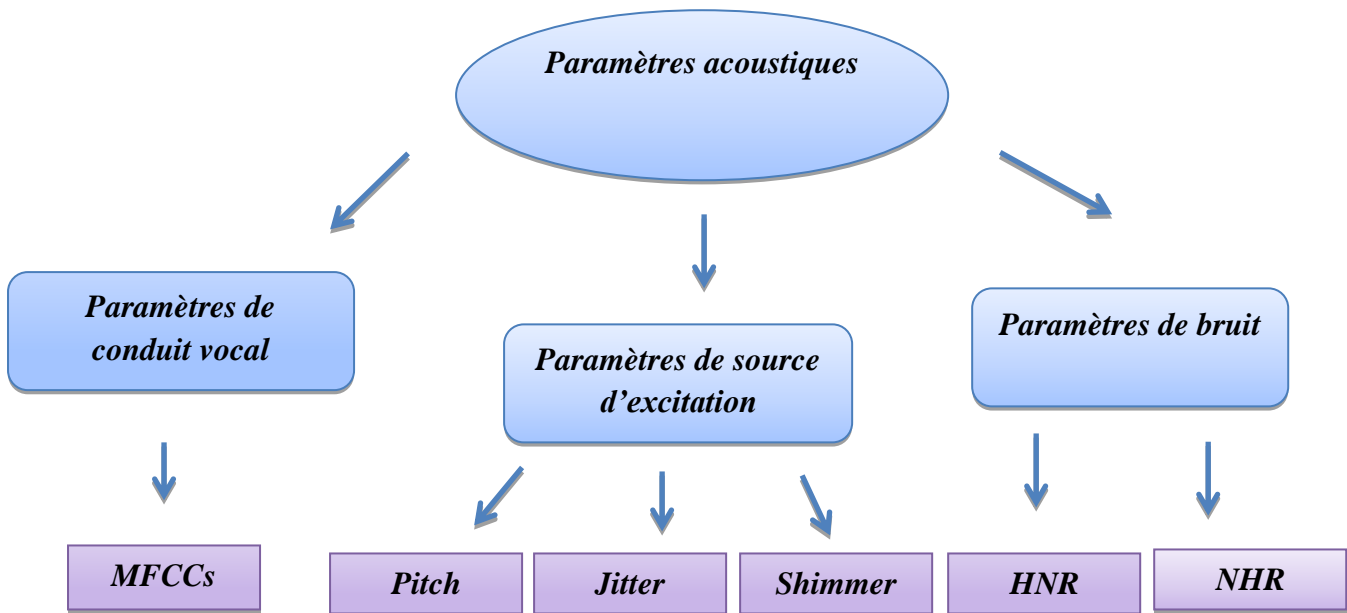 Paramètres acoustiques
Paramètres de
conduit vocal
Paramètres de source
d’excitation
Paramètres de bruit
MFCCs
Pitch
Jitter
Shimmer
HNR
NHR